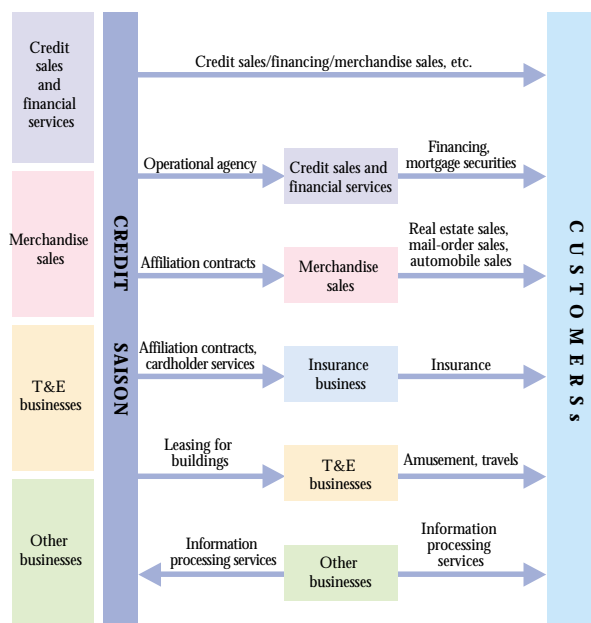 Credit
sales
and
financial
services
Merchandise
sales
T&E
businesses
Other
businesses
CREDIT SAISON
Credit sales/financing/merchandise sales, etc.
Operational agency
Credit sales and
financial services
Financing,
mortgage securities
Affiliation contracts
Merchandise
sales
Real estate sales,
mail-order sales,
automobile sales
Affiliation contracts,
cardholder services
Insurance
business
Insurance
Leasing for
buildings
T&E
businesses
Amusement, travels
Information
processing services
Other
businesses
Information
processing
services
CUSTOMERSs